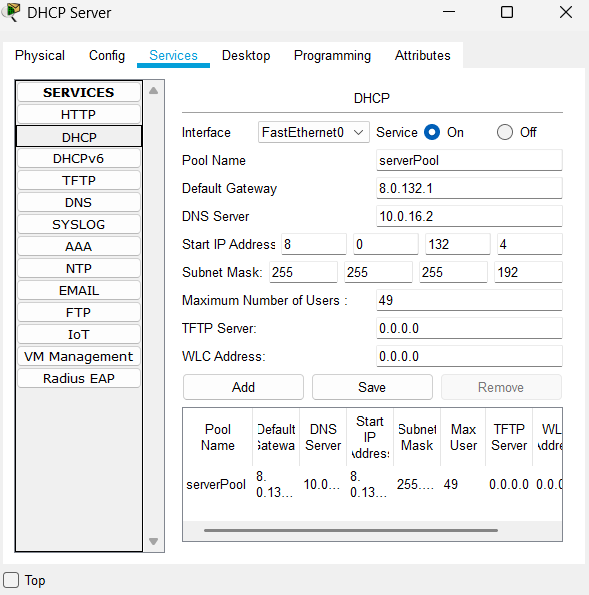 DHCP Server
Physical Config Services Desktop Programming Attributes
SERVICES
HTTP
DHCP
DHCPv6
TFTP
DNS
SYSLOG
AAA
NTP
EMAIL
FTP
IoT
VM Management
Radius EAP
DHCP
Interface FastEthernet0 Service On Off
Pool Name serverPool
Default Gateway 8.0.132.1
DNS Server 10.0.16.2
Start IP Address 8 0 132 4
Subnet Mask: 255 255 255 192
Maximum Number of Users : 49
TFTP Server: 0.0.0.0
WLC Address: 0.0.0.0
Add Save Remove
Pool Name
Default Gateway
DNS Server
Start IP Address
Subnet Mask
Max User
TFTP Server
WL Addre
serverPool 8.0.13... 10.0... 8.0.13... 255.... 49 0.0.0.0 0.0.0
Top